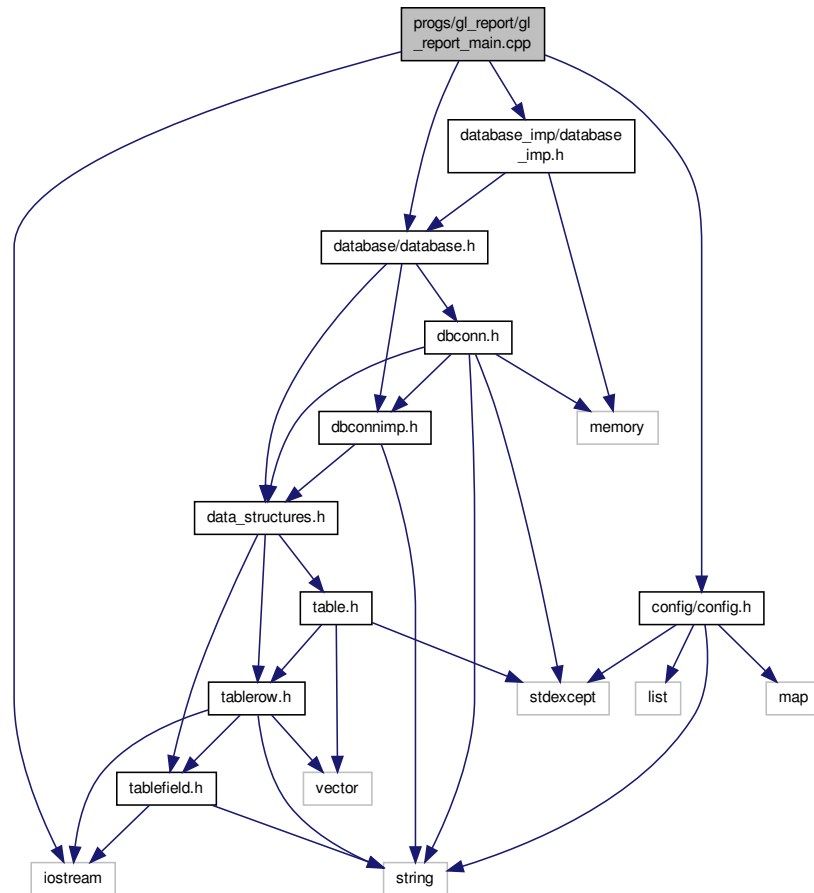 progs/gl_report/gl
_report_main.cpp
database_imp/database
_imp.h
database/database.h
dbconn.h
dbconnimp.h
memory
data_structures.h
table.h
config/config.h
tablerow.h
stdexcept
list
map
tablefield.h
vector
iostream
string